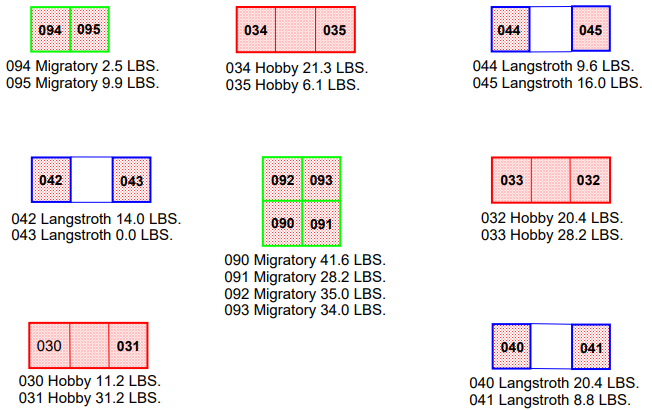 094 095
094 Migratory 2.5 LBS.
095 Migratory 9.9 LBS.
034 035
034 Hobby 21.3 LBS.
035 Hobby 6.1 LBS.
044 045
044 Langstroth 9.6 LBS.
045 Langstroth 16.0 LBS.
042 043
042 Langstroth 14.0 LBS.
043 Langstroth 0.0 LBS.
092 093
090 091
090 Migratory 41.6 LBS.
091 Migratory 28.2 LBS.
092 Migratory 35.0 LBS.
093 Migratory 34.0 LBS.
033 032
032 Hobby 20.4 LBS.
033 Hobby 28.2 LBS.
030 031
030 Hobby 11.2 LBS.
031 Hobby 31.2 LBS.
040 041
040 Langstroth 20.4 LBS.
041 Langstroth 8.8 LBS.